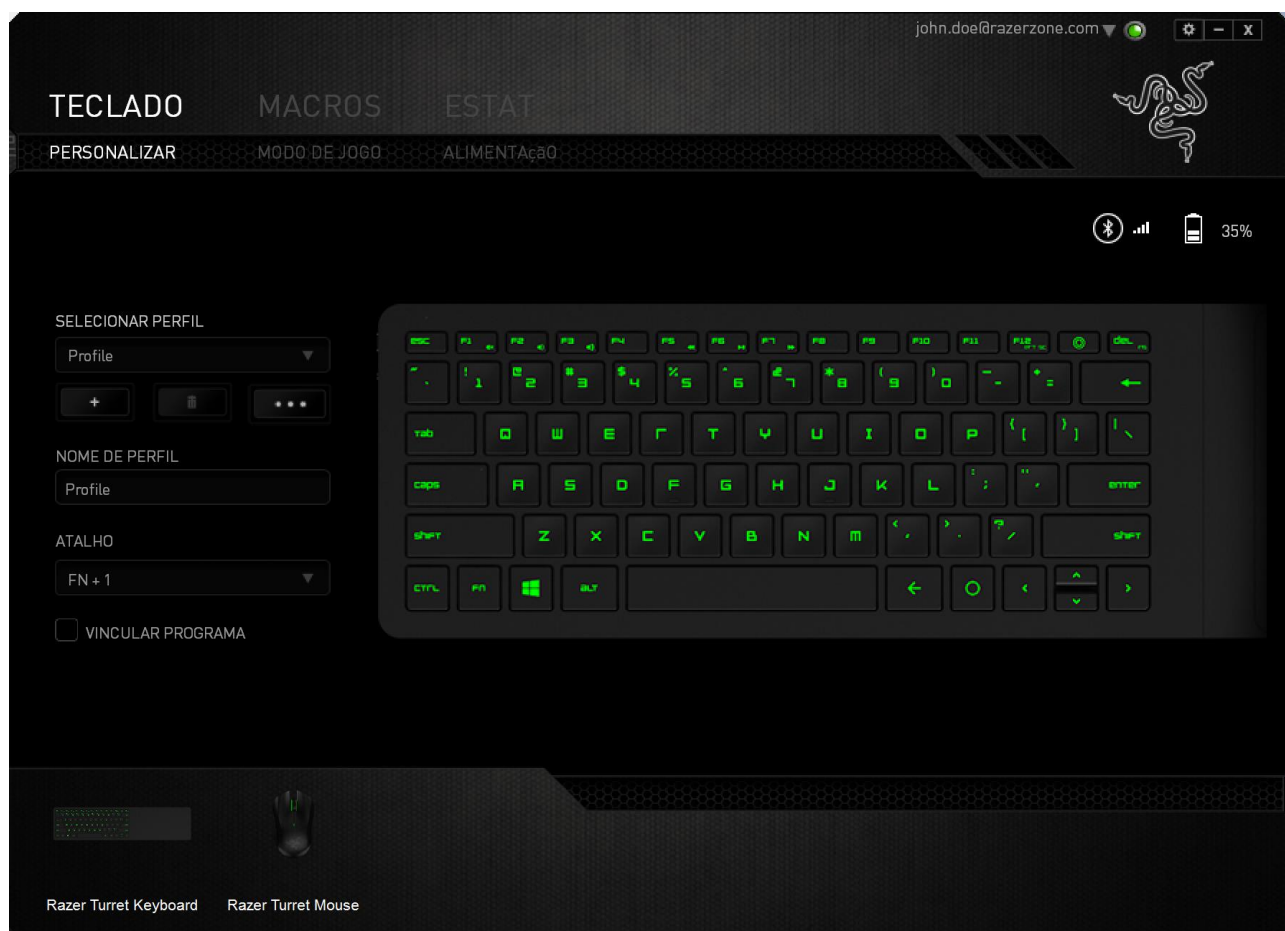 john.doe@razerzone.com
TECLADO MACROS ESTAT
PERSONALIZAR MODO DE JOGO ALIMENTAçãO
35%
SELECIONAR PERFIL
Profile
NOME DE PERFIL
Profile
ATALHO
FN + 1
VINCULAR PROGRAMA
esc F1 F2 F3 F4 F5 F6 F7 F8 F9 F10 F11 F12 del
~ ` ! 1 @ 2 # 3 $ 4 % 5 ^ 6 & 7 * 8 ( 9 ) 0 _ - + =
Tab Q W E R T Y U I O P { [ } ] | \
caps A S D F G H J K L : ; " ' enter
shift Z X C V B N M < , > . ? / shift
CTRL Fn ALT
Razer Turret Keyboard Razer Turret Mouse